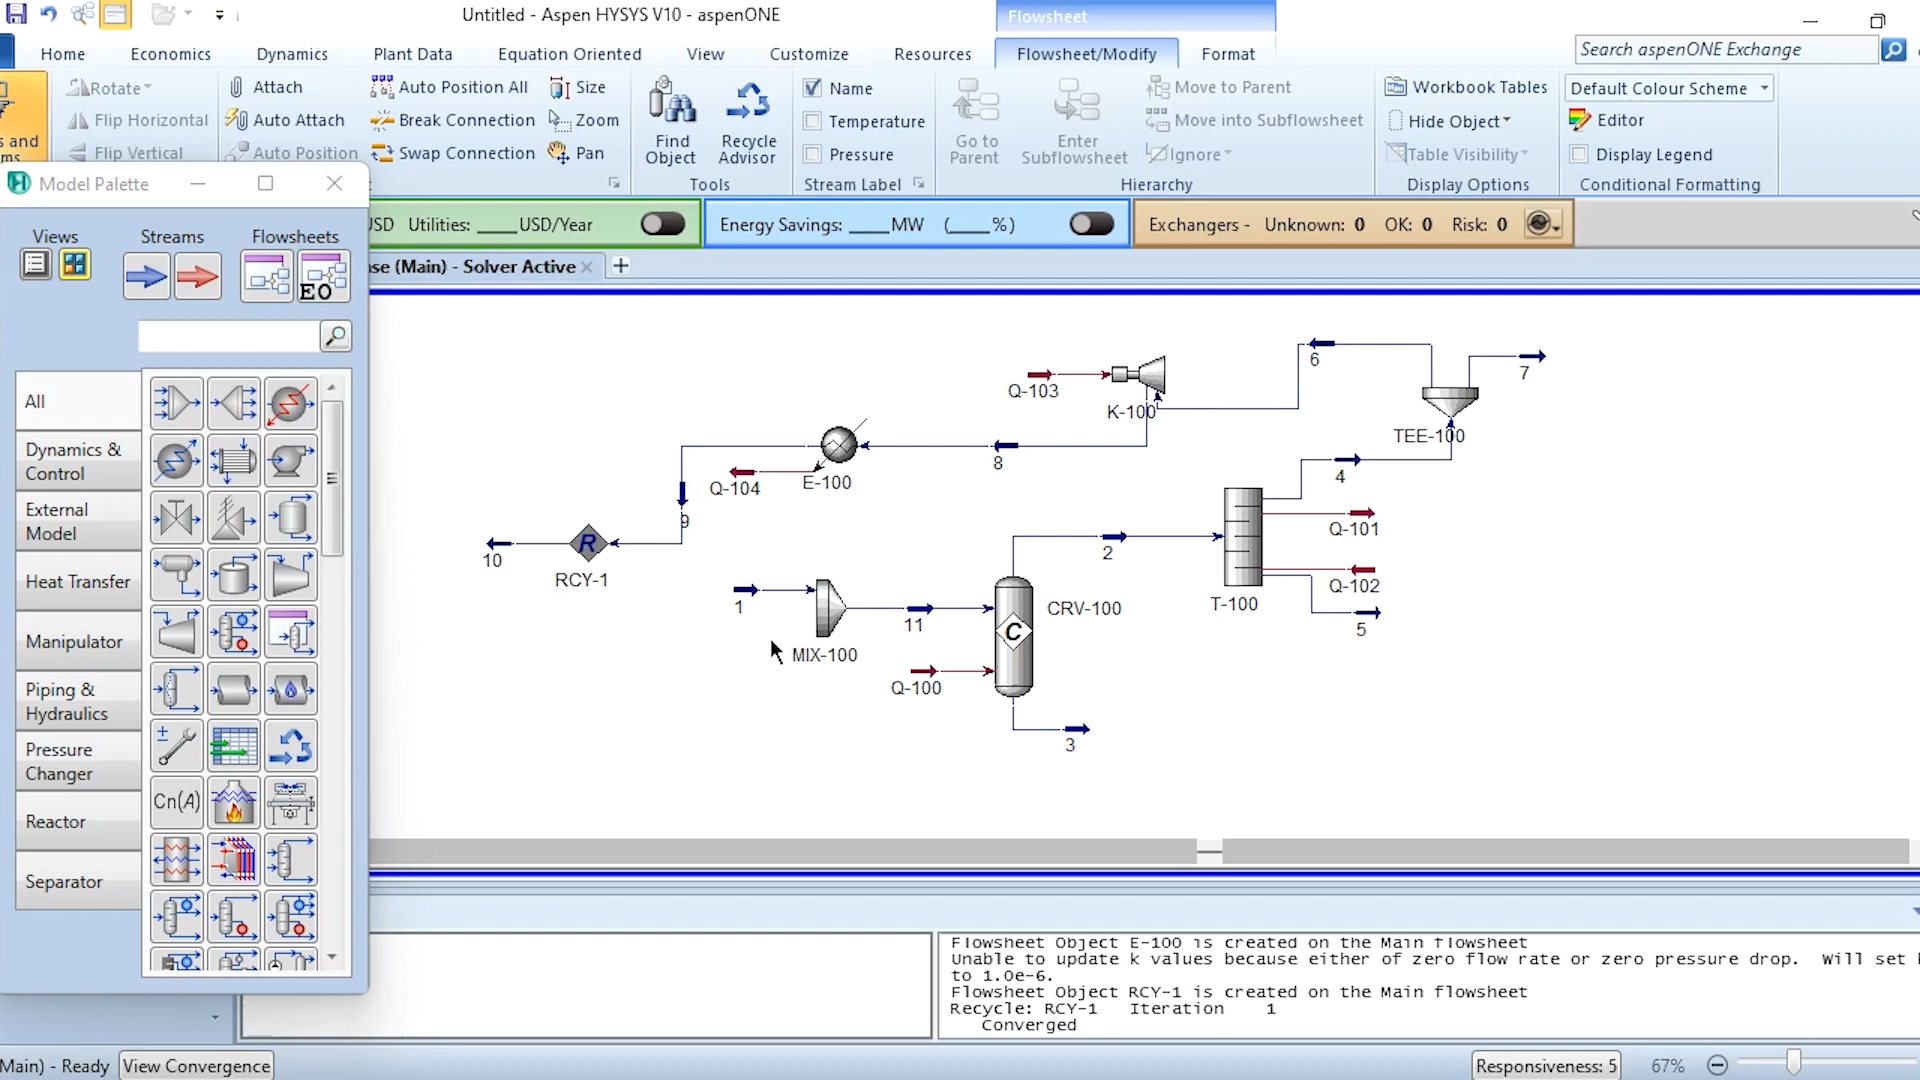 Untitled - Aspen HYSYS V10 - aspenONE
Flowsheet
Home
Economics
Dynamics
Plant Data
Equation Oriented
View
Customize
Resources
Flowsheet/Modify
Format
Search aspenONE Exchange
s and
ms
Rotate
Flip Horizontal
Flip Vertical
Attach
Auto Attach
Auto Position
Auto Position All
Break Connection
Swap Connection
Size
Zoom
Pan
Find
Object
Recycle
Advisor
Tools
Name
Temperature
Pressure
Stream Label
Go to
Parent
Enter
Subflowsheet
Move to Parent
Move into Subflowsheet
Ignore
Hierarchy
Workbook Tables
Hide Object
Table Visibility
Display Options
Default Colour Scheme
Editor
Display Legend
Conditional Formatting
Model Palette
USD Utilities: ____USD/Year
Energy Savings: ____MW (____%)
Exchangers - Unknown: 0 OK: 0 Risk: 0
Views
Streams
Flowsheets
EO
ase (Main) - Solver Active
All
Dynamics &
Control
External
Model
Heat Transfer
Manipulator
Piping &
Hydraulics
Pressure
Changer
Reactor
Separator
Cn(A)
6
7
Q-103
K-100
TEE-100
8
Q-104
E-100
4
9
Q-101
10
R
RCY-1
2
Q-102
T-100
1
11
CRV-100
5
MIX-100
C
Q-100
3
Flowsheet Object E-100 is created on the Main flowsheet
Unable to update k values because either of zero flow rate or zero pressure drop. Will set
to 1.0e-6.
Flowsheet Object RCY-1 is created on the Main flowsheet
Recycle: RCY-1 Iteration 1
Converged
Main) - Ready
View Convergence
Responsiveness: 5
67%